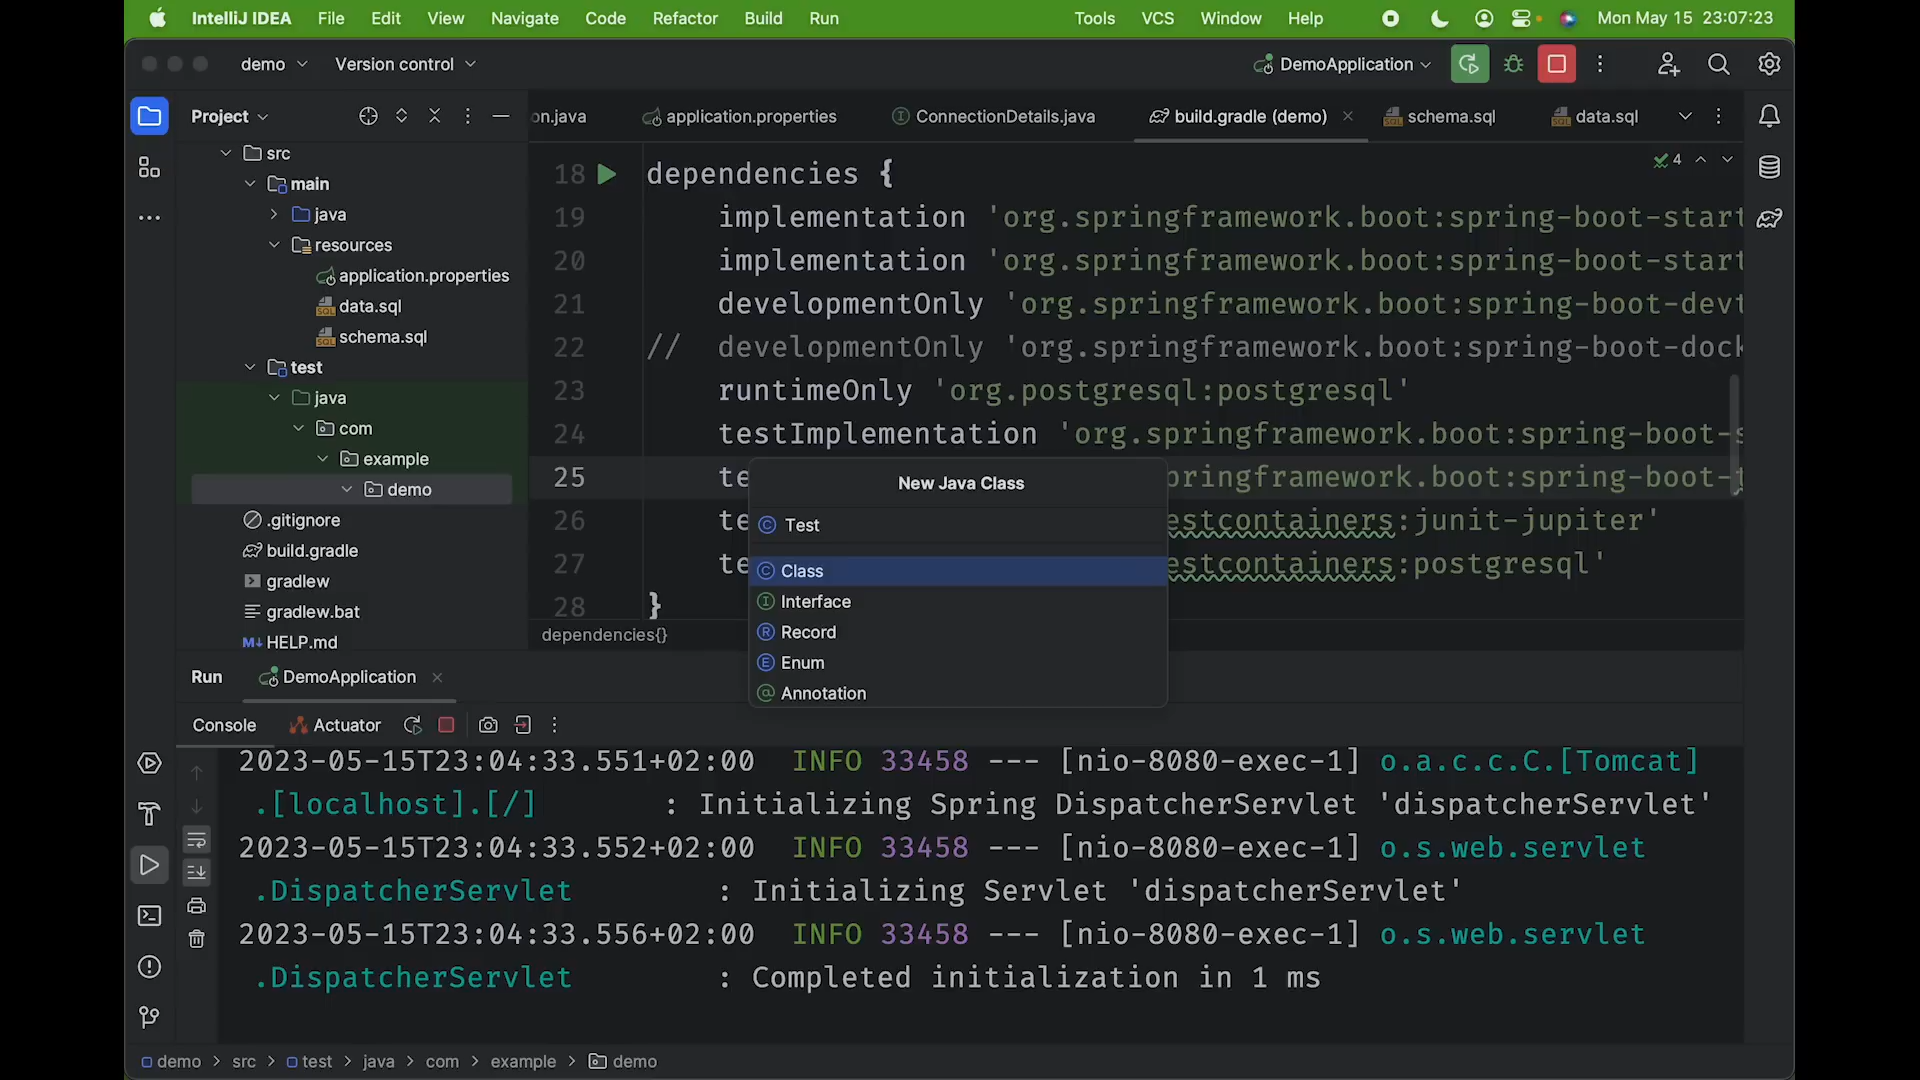 IntelliJ IDEA File Edit View Navigate Code Refactor Build Run Tools VCS Window Help Mon May 15 23:07:23
demo Version control DemoApplication
Project
on.java application.properties ConnectionDetails.java build.gradle (demo) schema.sql data.sql
src
main
java
resources
application.properties
data.sql
schema.sql
test
java
com
example
demo
.gitignore
build.gradle
gradlew
gradlew.bat
HELP.md
4
18 dependencies {
19 implementation 'org.springframework.boot:spring-boot-start
20 implementation 'org.springframework.boot:spring-boot-start
21 developmentOnly 'org.springframework.boot:spring-boot-devt
22 // developmentOnly 'org.springframework.boot:spring-boot-dock
23 runtimeOnly 'org.postgresql:postgresql'
24 testImplementation 'org.springframework.boot:spring-boot-s
25 te pringframework.boot:spring-boot-t
26 te estcontainers:junit-jupiter'
27 te estcontainers:postgresql'
28 }
dependencies{}
New Java Class
Test
Class
Interface
Record
Enum
Annotation
Run DemoApplication
Console Actuator
2023-05-15T23:04:33.551+02:00 INFO 33458 --- [nio-8080-exec-1] o.a.c.c.C.[Tomcat]
.[localhost].[/] : Initializing Spring DispatcherServlet 'dispatcherServlet'
2023-05-15T23:04:33.552+02:00 INFO 33458 --- [nio-8080-exec-1] o.s.web.servlet
.DispatcherServlet : Initializing Servlet 'dispatcherServlet'
2023-05-15T23:04:33.556+02:00 INFO 33458 --- [nio-8080-exec-1] o.s.web.servlet
.DispatcherServlet : Completed initialization in 1 ms
demo > src > test > java > com > example > demo